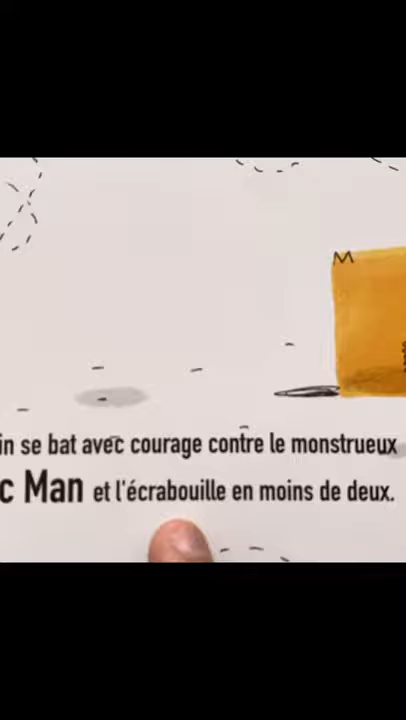 in se bat avec courage contre le monstrueux
c Man et l'écrabouille en moins de deux.